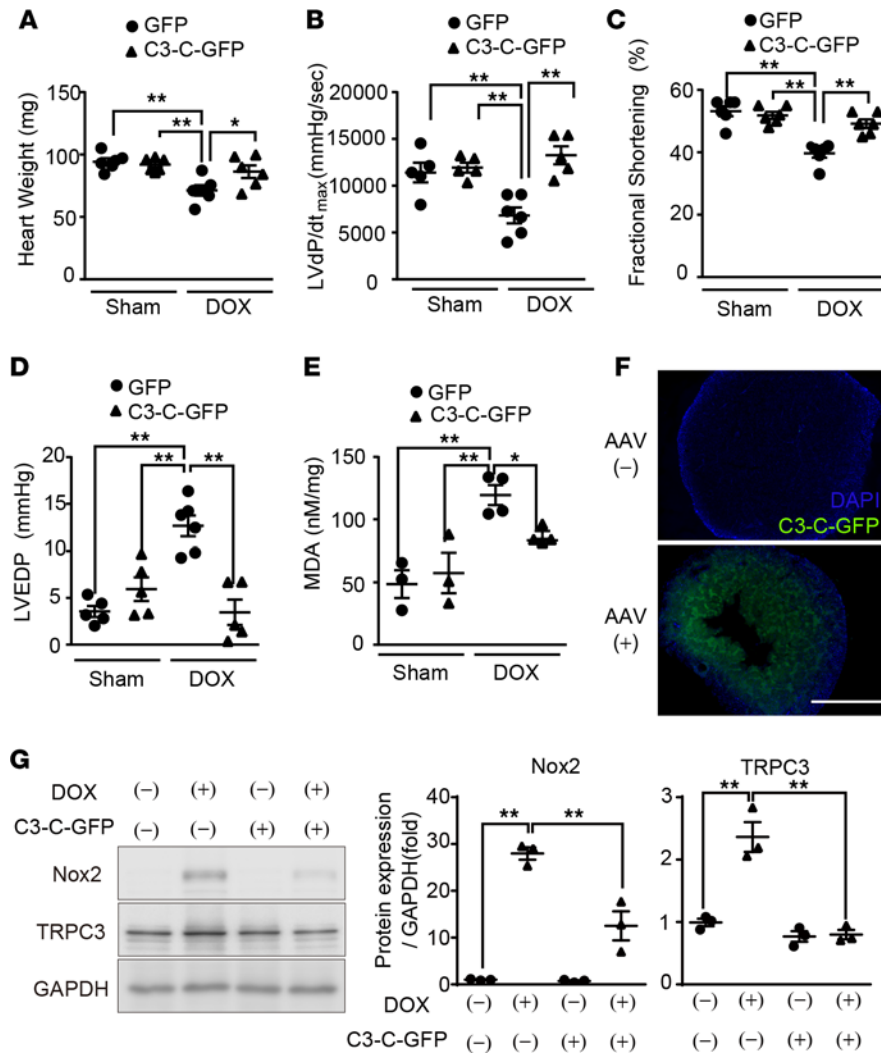 A
● GFP
▲ C3-C-GFP
Heart Weight (mg)
150
100
50
0
**
**
*
Sham
DOX
B
● GFP
▲ C3-C-GFP
LVdP/dtmax(mmHg/sec)
20000
15000
10000
5000
0
**
**
**
Sham
DOX
C
● GFP
▲ C3-C-GFP
Fractional Shortening (%)
60
40
20
0
**
**
**
Sham
DOX
D
● GFP
▲ C3-C-GFP
LVEDP (mmHg)
20
15
10
5
0
**
**
**
Sham
DOX
E
● GFP
▲ C3-C-GFP
MDA (nM/mg)
150
100
50
0
**
**
*
Sham
DOX
F
AAV
(−)
DAPI
C3-C-GFP
AAV
(+)
G
DOX (−) (+) (−) (+)
C3-C-GFP (−) (−) (+) (+)
Nox2
TRPC3
GAPDH
Nox2
Protein expression
/ GAPDH(fold)
40
30
20
10
0
**
**
DOX (−) (+) (−) (+)
C3-C-GFP (−) (−) (+) (+)
TRPC3
3
2
1
0
**
**
(−) (+) (−) (+)
(−) (−) (+) (+)